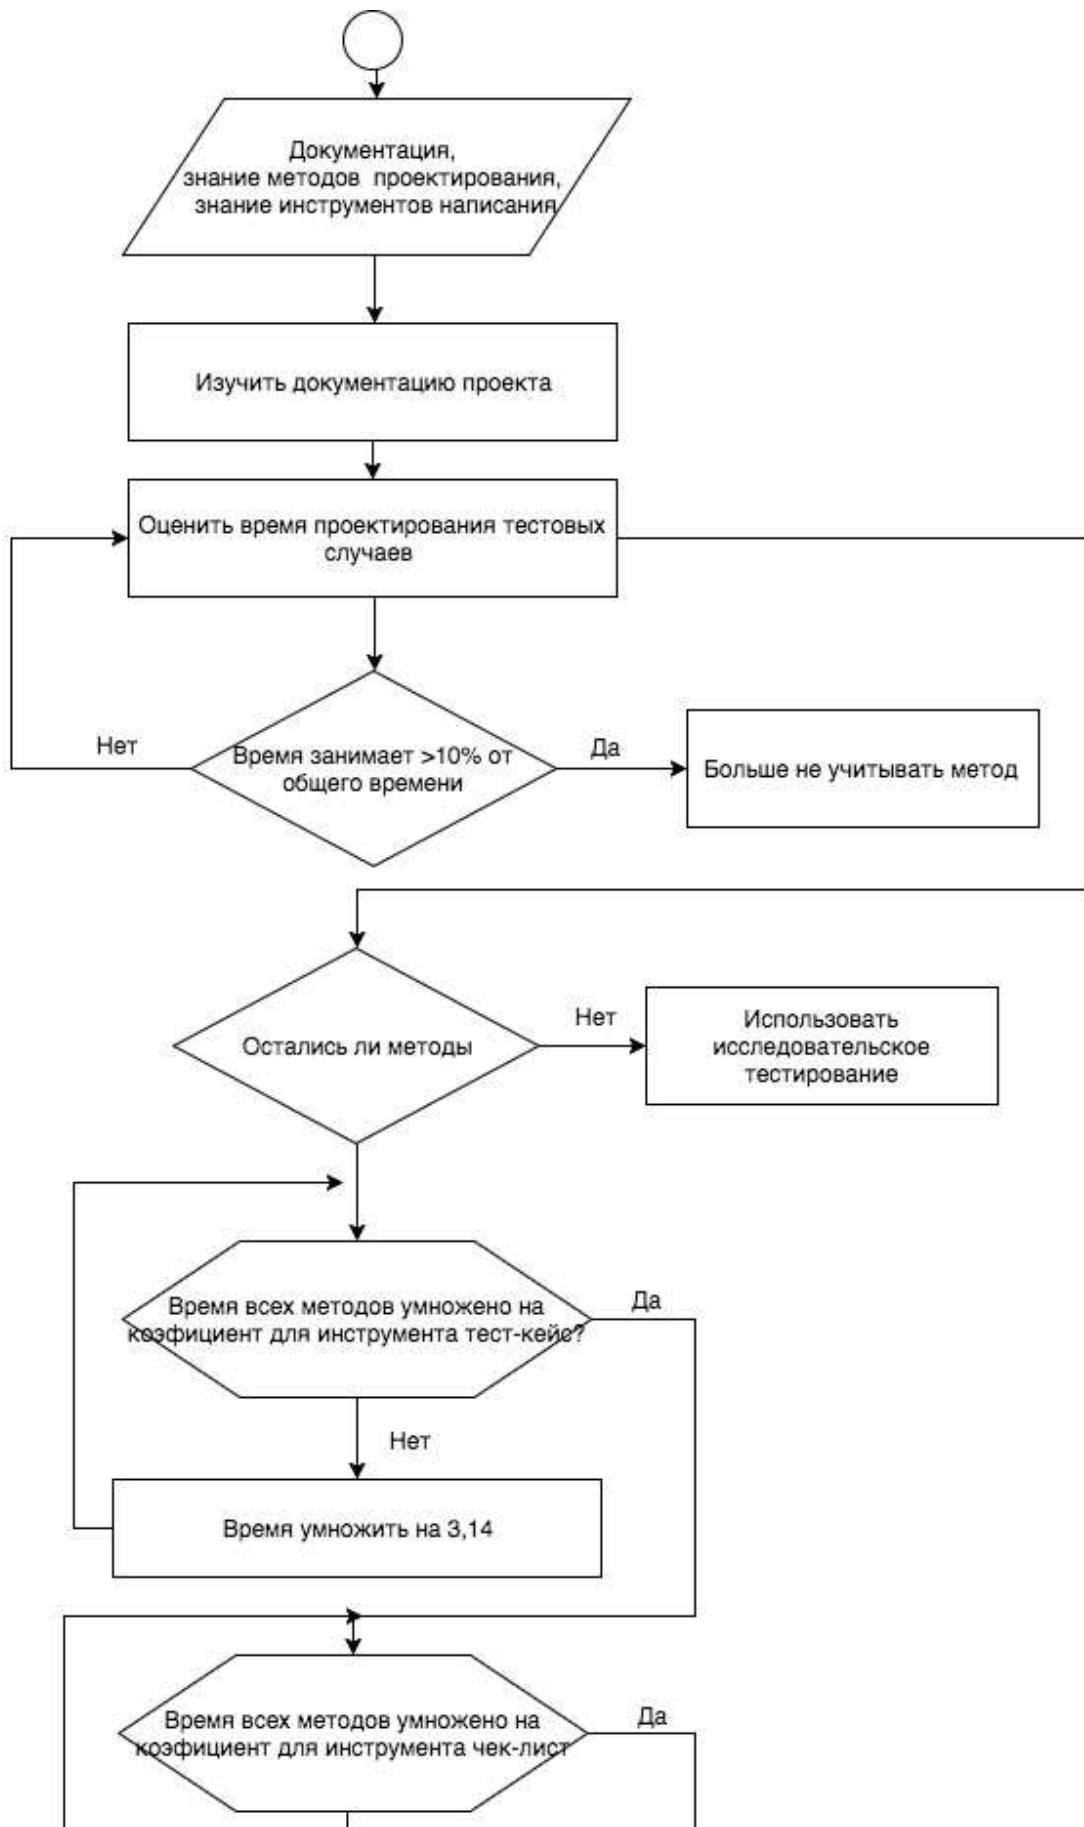 Документация,
знание методов проектирования,
знание инструментов написания
Изучить документацию проекта
Оценить время проектирования тестовых
случаев
Нет
Время занимает >10% от
общего времени
Да
Больше не учитывать метод
Остались ли методы
Нет
Использовать
исследовательское
тестирование
Время всех методов умножено на
коэфициент для инструмента тест-кейс?
Да
Нет
Время умножить на 3,14
Время всех методов умножено на
коэфициент для инструмента чек-лист
Да